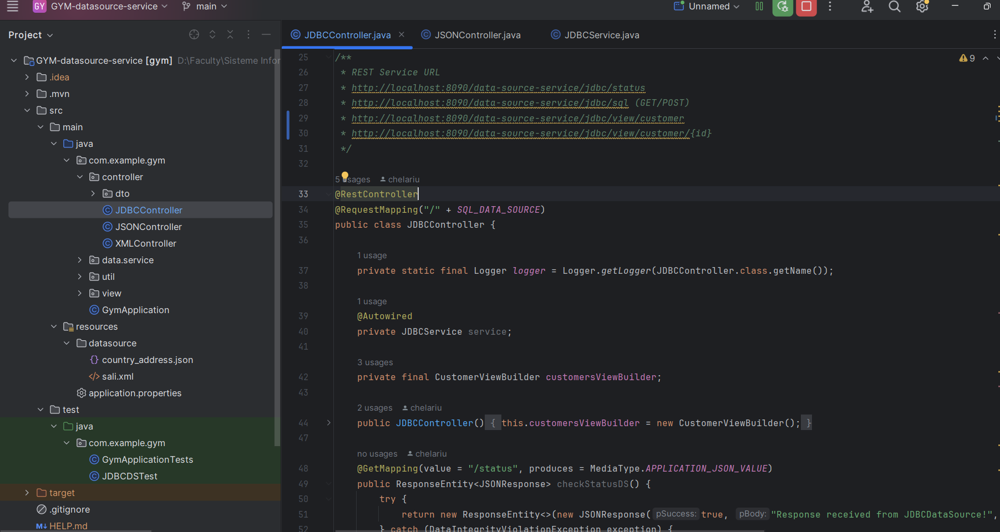 GY GYM-datasource-service main Unnamed
Project
JDBCController.java JSONController.java JDBCService.java
GYM-datasource-service [gym] D:\Faculty\Sisteme Infor
.idea
.mvn
src
main
java
com.example.gym
controller
dto
JDBCController
JSONController
XMLController
data.service
util
view
GymApplication
resources
datasource
country_address.json
sali.xml
application.properties
test
java
com.example.gym
GymApplicationTests
JDBCDSTest
target
.gitignore
M↓ HELP.md
9
25 /**
26 * REST Service URL
27 * http://localhost:8090/data-source-service/jdbc/status
28 * http://localhost:8090/data-source-service/jdbc/sql (GET/POST)
29 * http://localhost:8090/data-source-service/jdbc/view/customer
30 * http://localhost:8090/data-source-service/jdbc/view/customer/{id}
31 */
32
5 usages chelariu
33 @RestController
34 @RequestMapping("/" + SQL_DATA_SOURCE)
35 public class JDBCController {
36
1 usage
37 private static final Logger logger = Logger.getLogger(JDBCController.class.getName());
38
1 usage
39 @Autowired
40 private JDBCService service;
41
3 usages
42 private final CustomerViewBuilder customersViewBuilder;
43
2 usages chelariu
44 public JDBCController() { this.customersViewBuilder = new CustomerViewBuilder(); }
47
no usages chelariu
48 @GetMapping(value = "/status", produces = MediaType.APPLICATION_JSON_VALUE)
49 public ResponseEntity<JSONResponse> checkStatusDS() {
50 try {
51 return new ResponseEntity<>(new JSONResponse( pSuccess: true, pBody: "Response received from JDBCDataSource!",
52 } catch (DataIntegrityViolationException exception) {